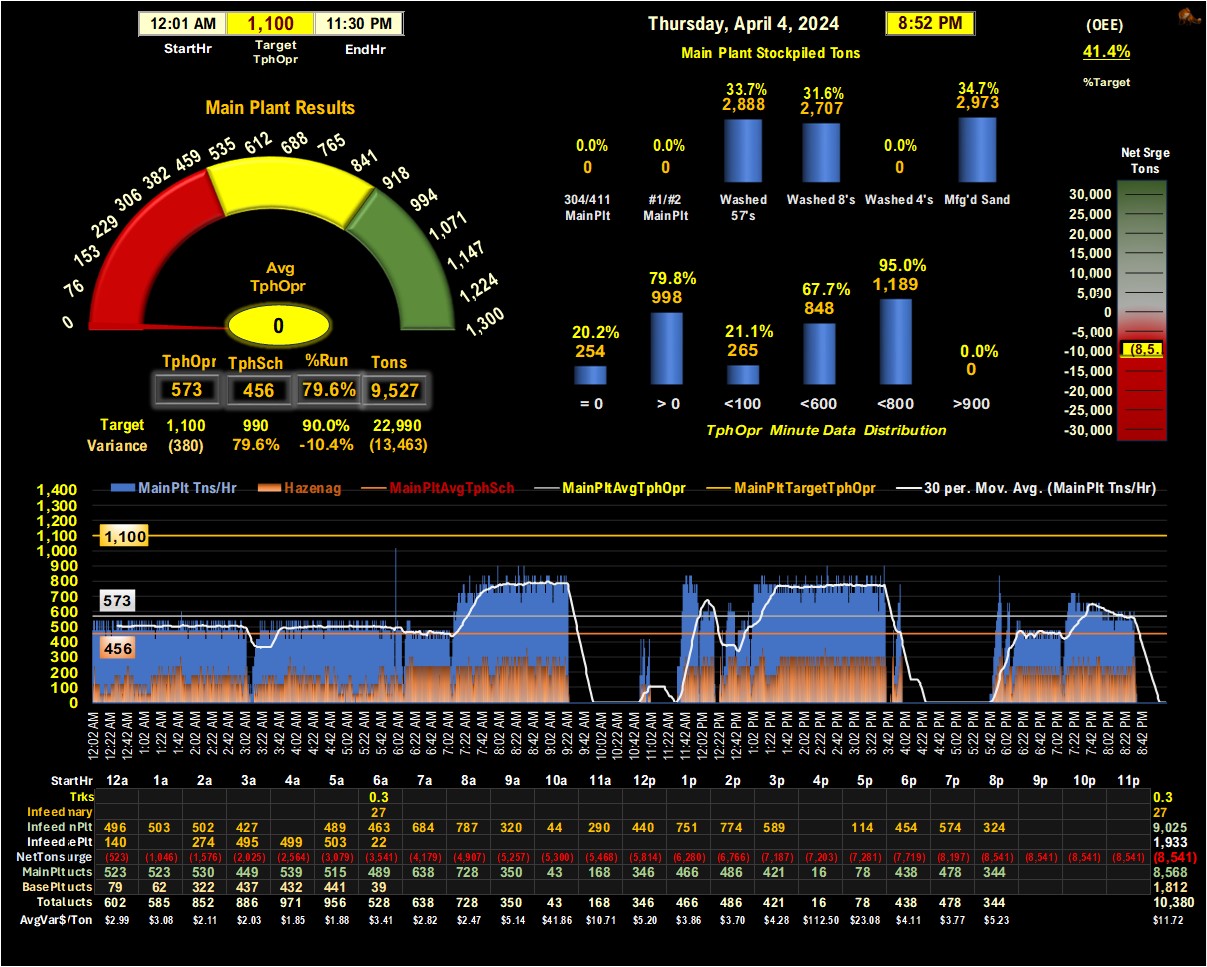 12:01 AM 1,100 11:30 PM
StartHr Target TphOpr EndHr
Thursday, April 4, 2024 8:52 PM
(OEE)
41.4%
%Target
Main Plant Stockpiled Tons
33.7% 31.6% 34.7%
2,888 2,707 2,973
0.0% 0.0% 0.0%
0 0 0
304/411 MainPlt #1/#2 MainPlt Washed 57's Washed 8's Washed 4's Mfg'd Sand
Main Plant Results
0 76 153 229 306 382 459 535 612 688 765 841 918 994 1,071 1,147 1,224 1,300
Avg
TphOpr
0
TphOpr TphSch %Run Tons
573 456 79.6% 9,527
Target 1,100 990 90.0% 22,990
Variance (380) 79.6% -10.4% (13,463)
20.2% 79.8% 21.1% 67.7% 95.0% 0.0%
254 998 265 848 1,189 0
= 0 > 0 <100 <600 <800 >900
TphOpr Minute Data Distribution
Net Srge
Tons
30,000
25,000
20,000
15,000
10,000
5,000
0
-5,000
-10,000
-15,000
-20,000
-25,000
-30,000
(8,5..
MainPlt Tns/Hr Hazenag MainPltAvgTphSch MainPltAvgTphOpr MainPltTargetTphOpr 30 per. Mov. Avg. (MainPlt Tns/Hr)
1,400
1,300
1,200
1,100
1,000
900
800
700
600
500
400
300
200
100
0
1,100
573
456
12:02 AM 12:22 AM 12:42 AM 1:02 AM 1:22 AM 1:42 AM 2:02 AM 2:22 AM 2:42 AM 3:02 AM 3:22 AM 3:42 AM 4:02 AM 4:22 AM 4:42 AM 5:02 AM 5:22 AM 5:42 AM 6:02 AM 6:22 AM 6:42 AM 7:02 AM 7:22 AM 7:42 AM 8:02 AM 8:22 AM 8:42 AM 9:02 AM 9:22 AM 9:42 AM 10:02 AM 10:22 AM 10:42 AM 11:02 AM 11:22 AM 11:42 AM 12:02 PM 12:22 PM 12:42 PM 1:02 PM 1:22 PM 1:42 PM 2:02 PM 2:22 PM 2:42 PM 3:02 PM 3:22 PM 3:42 PM 4:02 PM 4:22 PM 4:42 PM 5:02 PM 5:22 PM 5:42 PM 6:02 PM 6:22 PM 6:42 PM 7:02 PM 7:22 PM 7:42 PM 8:02 PM 8:22 PM 8:42 PM
StartHr 12a 1a 2a 3a 4a 5a 6a 7a 8a 9a 10a 11a 12p 1p 2p 3p 4p 5p 6p 7p 8p 9p 10p 11p
Trks 0.3 0.3
Infeed mary 27 27
Infeed nPlt 496 503 502 427 489 463 684 787 320 44 290 440 751 774 589 114 454 574 324 9,025
Infeed ePlt 140 274 495 499 503 22 1,933
NetTons urge (523) (1,046) (1,576) (2,025) (2,564) (3,079) (3,541) (4,179) (4,907) (5,257) (5,300) (5,468) (5,814) (6,280) (6,766) (7,187) (7,203) (7,281) (7,719) (8,197) (8,541) (8,541) (8,541) (8,541) (8,541)
MainPlt ucts 523 523 530 449 539 515 489 638 728 350 43 168 346 466 486 421 16 78 438 478 344 8,568
BasePlt ucts 79 62 322 437 432 441 39 1,812
Total ucts 602 585 852 886 971 956 528 638 728 350 43 168 346 466 486 421 16 78 438 478 344 10,380
AvgVar$/Ton $2.99 $3.08 $2.11 $2.03 $1.85 $1.88 $3.41 $2.82 $2.47 $5.14 $41.86 $10.71 $5.20 $3.86 $3.70 $4.28 $112.50 $23.08 $4.11 $3.77 $5.23 $11.72